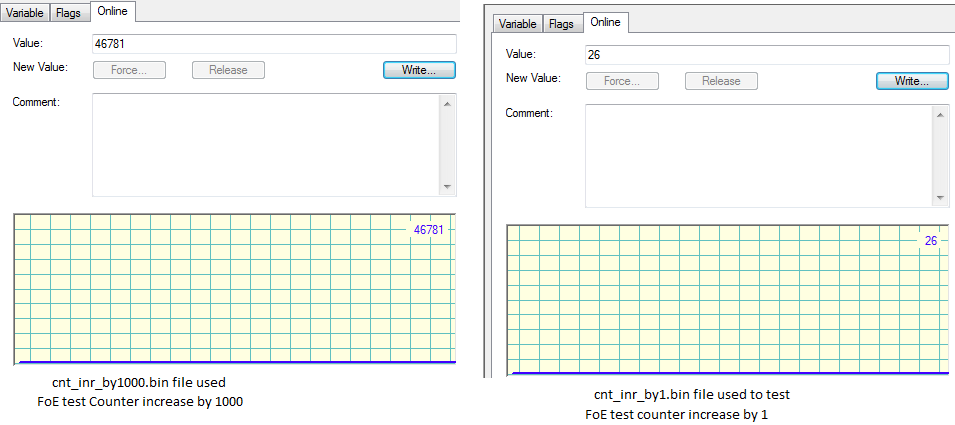 Variable Flags Online
Value: 46781
New Value: Force... Release Write...
Comment:
46781
cnt_inr_by1000.bin file used
FoE test Counter increase by 1000
Variable Flags Online
Value: 26
New Value: Force... Release Write...
Comment:
26
cnt_inr_by1.bin file used to test
FoE test counter increase by 1